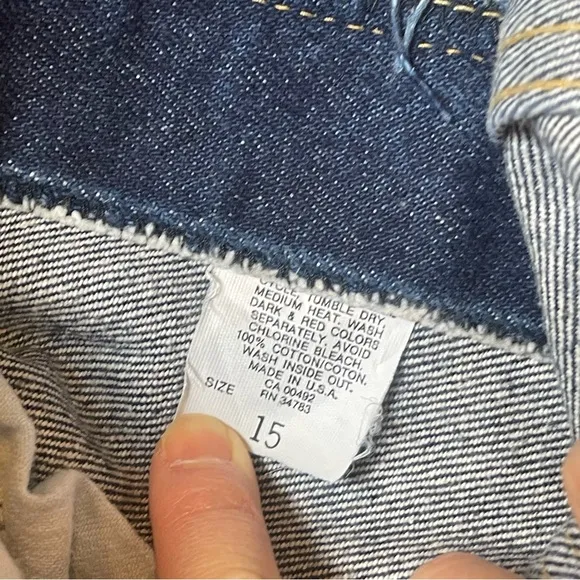 CYCLE. TUMBLE DRY,
MEDIUM HEAT. WASH
DARK & RED COLORS
SEPARATELY. AVOID
CHLORINE BLEACH.
100% COTTON/COTON.
WASH INSIDE OUT.
MADE IN U.S.A.
CA 00492
FIN 34763
SIZE 15